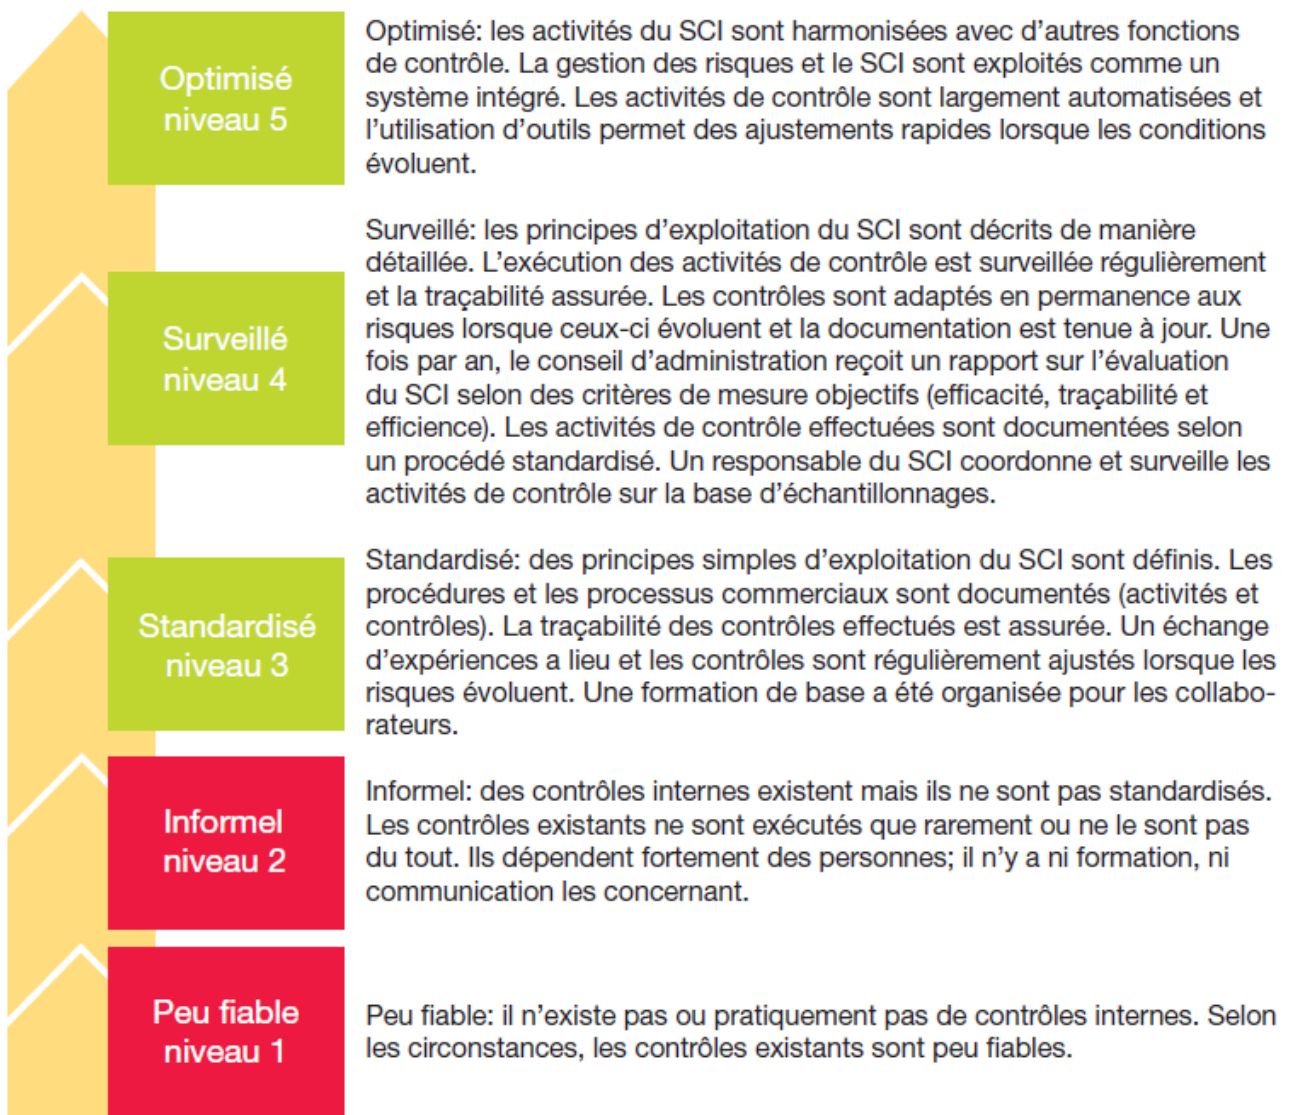 Optimisé
niveau 5
Optimisé: les activités du SCI sont harmonisées avec d’autres fonctions
de contrôle. La gestion des risques et le SCI sont exploités comme un
système intégré. Les activités de contrôle sont largement automatisées et
l’utilisation d’outils permet des ajustements rapides lorsque les conditions
évoluent.
Surveillé
niveau 4
Surveillé: les principes d’exploitation du SCI sont décrits de manière
détaillée. L’exécution des activités de contrôle est surveillée régulièrement
et la traçabilité assurée. Les contrôles sont adaptés en permanence aux
risques lorsque ceux-ci évoluent et la documentation est tenue à jour. Une
fois par an, le conseil d’administration reçoit un rapport sur l’évaluation
du SCI selon des critères de mesure objectifs (efficacité, traçabilité et
efficience). Les activités de contrôle effectuées sont documentées selon
un procédé standardisé. Un responsable du SCI coordonne et surveille les
activités de contrôle sur la base d’échantillonnages.
Standardisé
niveau 3
Standardisé: des principes simples d’exploitation du SCI sont définis. Les
procédures et les processus commerciaux sont documentés (activités et
contrôles). La traçabilité des contrôles effectués est assurée. Un échange
d’expériences a lieu et les contrôles sont régulièrement ajustés lorsque les
risques évoluent. Une formation de base a été organisée pour les collabo-
rateurs.
Informel
niveau 2
Informel: des contrôles internes existent mais ils ne sont pas standardisés.
Les contrôles existants ne sont exécutés que rarement ou ne le sont pas
du tout. Ils dépendent fortement des personnes; il n’y a ni formation, ni
communication les concernant.
Peu fiable
niveau 1
Peu fiable: il n’existe pas ou pratiquement pas de contrôles internes. Selon
les circonstances, les contrôles existants sont peu fiables.